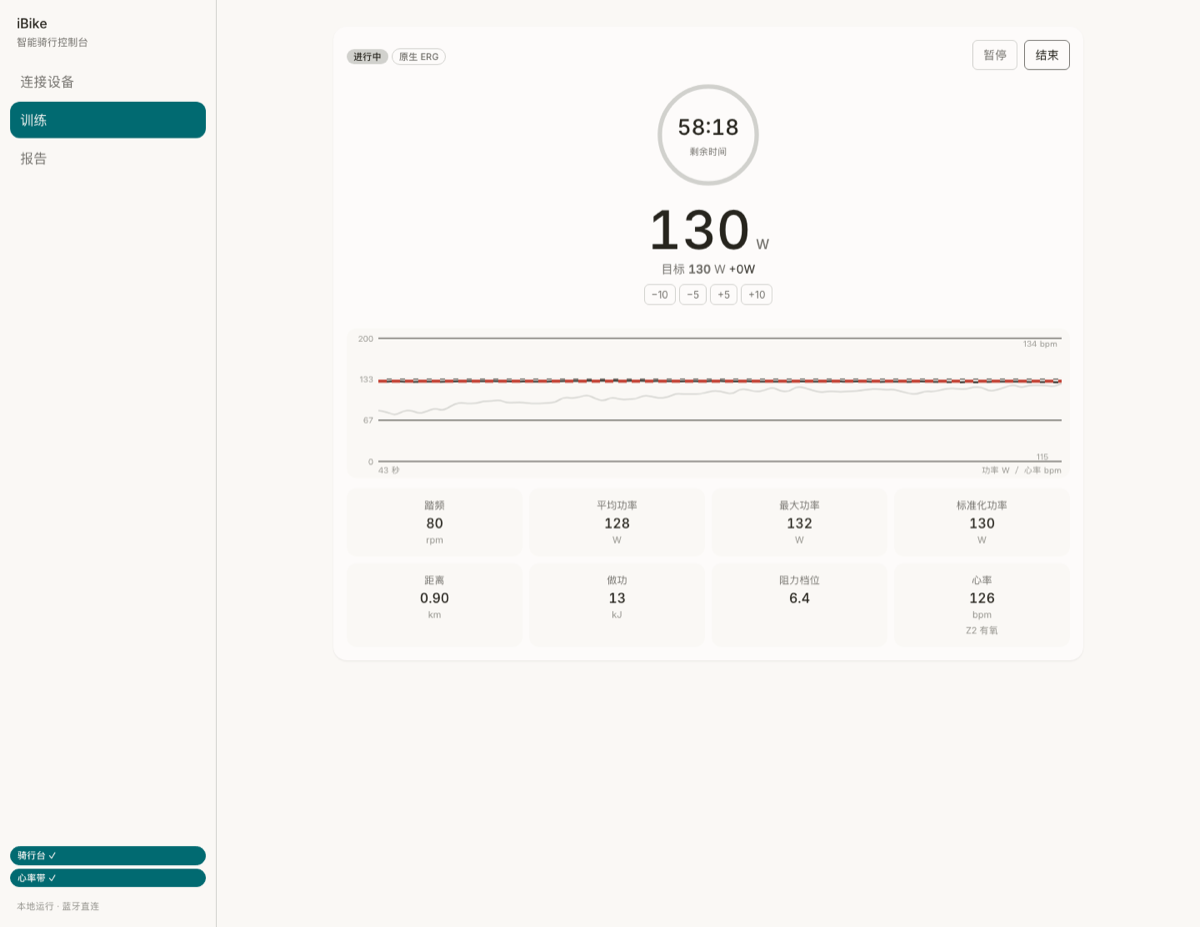 iBike
智能骑行控制台
连接设备
训练
报告
骑行台 ✓
心率带 ✓
本地运行 · 蓝牙直连
进行中 原生 ERG 暂停 结束
58:18
剩余时间
130 W
目标 130 W +0W
−10 −5 +5 +10
200
134 bpm
133
67
0
115
43 秒 功率 W / 心率 bpm
踏频 平均功率 最大功率 标准化功率
80 128 132 130
rpm W W W
距离 做功 阻力档位 心率
0.90 13 6.4 126
km kJ bpm
Z2 有氧